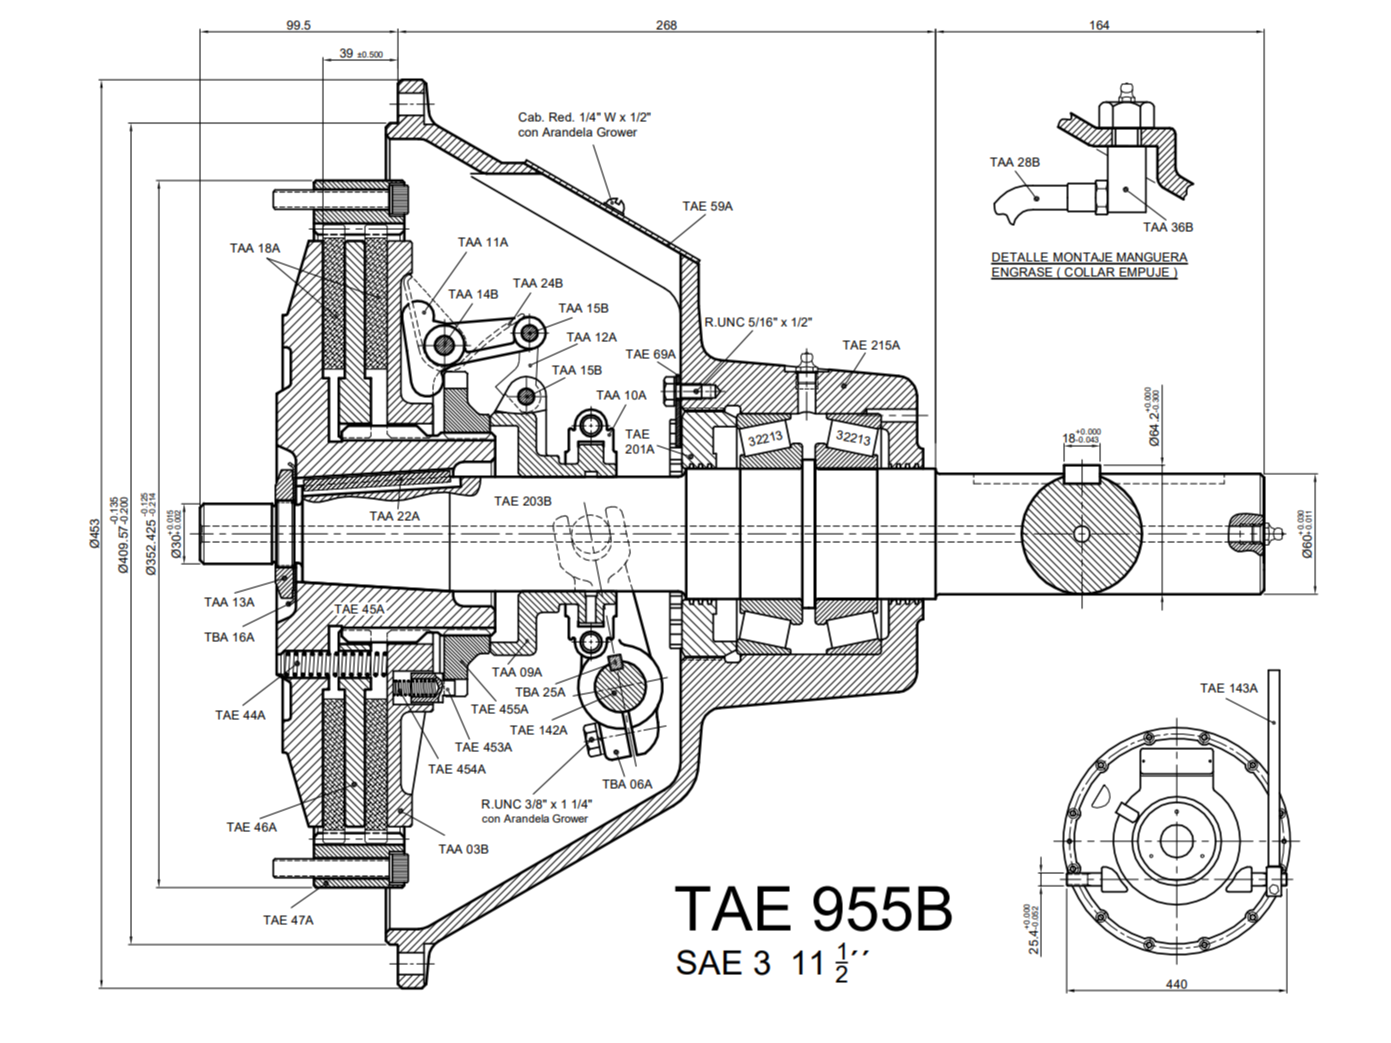 99.5
268
164
39 ±0.500
Cab. Red. 1/4" W x 1/2"
con Arandela Grower
TAA 28B
TAE 59A
TAA 36B
DETALLE MONTAJE MANGUERA
ENGRASE ( COLLAR EMPUJE )
TAA 18A
TAA 11A
TAA 14B
TAA 24B
TAA 15B
TAA 12A
R.UNC 5/16" x 1/2"
TAE 69A
TAE 215A
TAA 15B
TAA 10A
TAE
201A
32213
32213
18 +0.000 -0.043
Ø64.2 +0.000 -0.300
TAA 22A
TAE 203B
Ø453
Ø409.57 -0.135 -0.200
Ø352.425 -0.125 -0.214
Ø30 +0.015 +0.002
Ø60 +0.030 +0.011
TAA 13A
TAE 45A
TBA 16A
TAA 09A
TBA 25A
TAE 455A
TAE 44A
TAE 142A
TAE 453A
TAE 454A
TBA 06A
R.UNC 3/8" x 1 1/4"
con Arandela Grower
TAE 46A
TAA 03B
TAE 47A
TAE 143A
25.4 +0.000 -0.052
440
TAE 955B
SAE 3 11 1/2´´